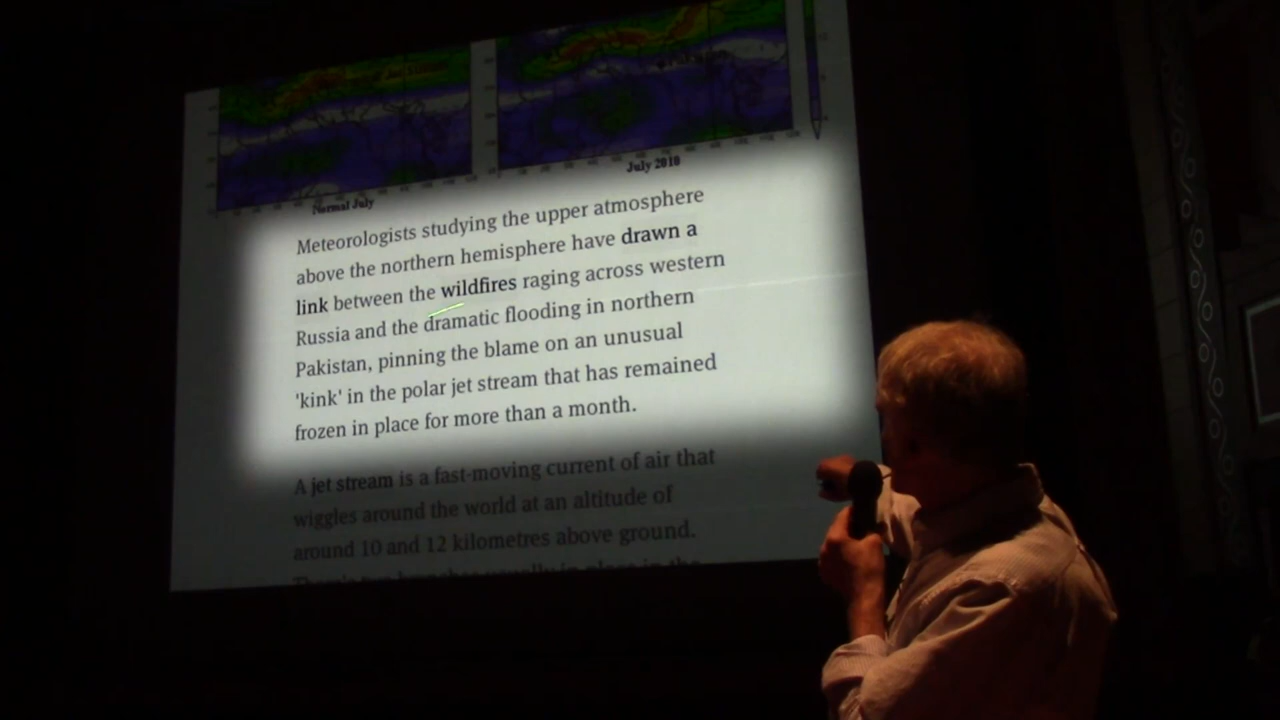 Normal July
July 2010
Meteorologists studying the upper atmosphere
above the northern hemisphere have drawn a
link between the wildfires raging across western
Russia and the dramatic flooding in northern
Pakistan, pinning the blame on an unusual
'kink' in the polar jet stream that has remained
frozen in place for more than a month.
A jet stream is a fast-moving current of air that
wiggles around the world at an altitude of
around 10 and 12 kilometres above ground.